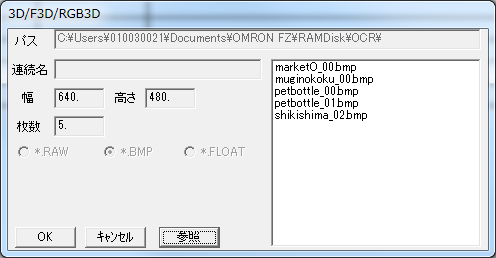 3D/F3D/RGB3D
パス C:¥Users¥010030021¥Documents¥OMRON FZ¥RAMDisk¥OCR¥
連続名
幅 640. 高さ 480.
枚数 5.
*.RAW *.BMP *.FLOAT
marketO_00.bmp
muginokoku_00.bmp
petbottle_00.bmp
petbottle_01.bmp
shikishima_02.bmp
OK キャンセル 参照